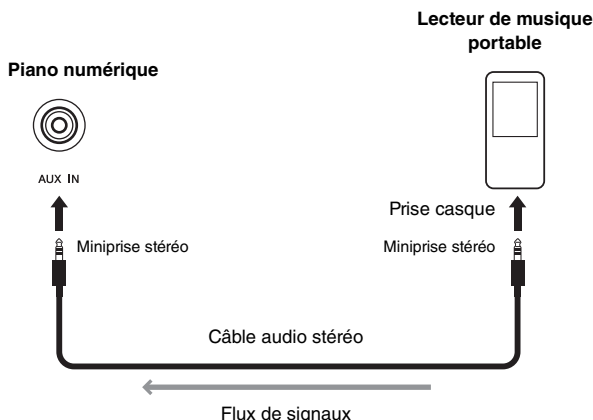 Lecteur de musique
portable
Piano numérique
AUX IN
Prise casque
Miniprise stéréo
Miniprise stéréo
Câble audio stéréo
Flux de signaux